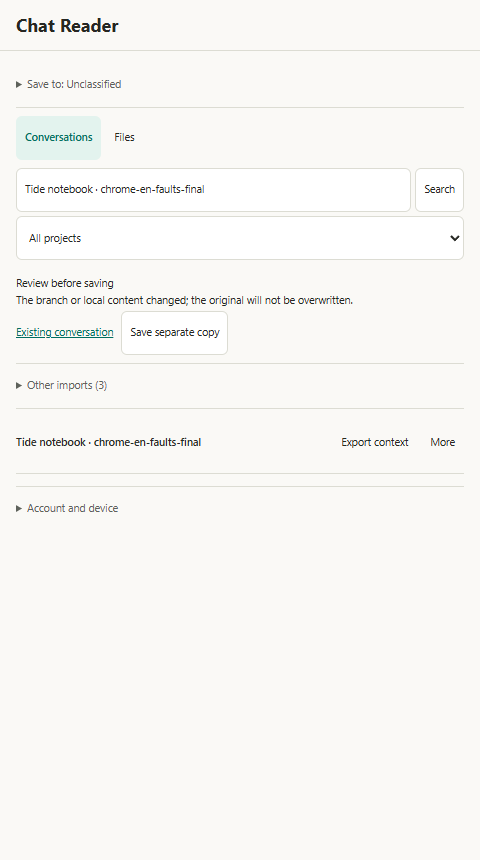 Chat Reader
Save to: Unclassified
Conversations Files
Tide notebook · chrome-en-faults-final Search
All projects
Review before saving
The branch or local content changed; the original will not be overwritten.
Existing conversation Save separate copy
Other imports (3)
Tide notebook · chrome-en-faults-final Export context More
Account and device